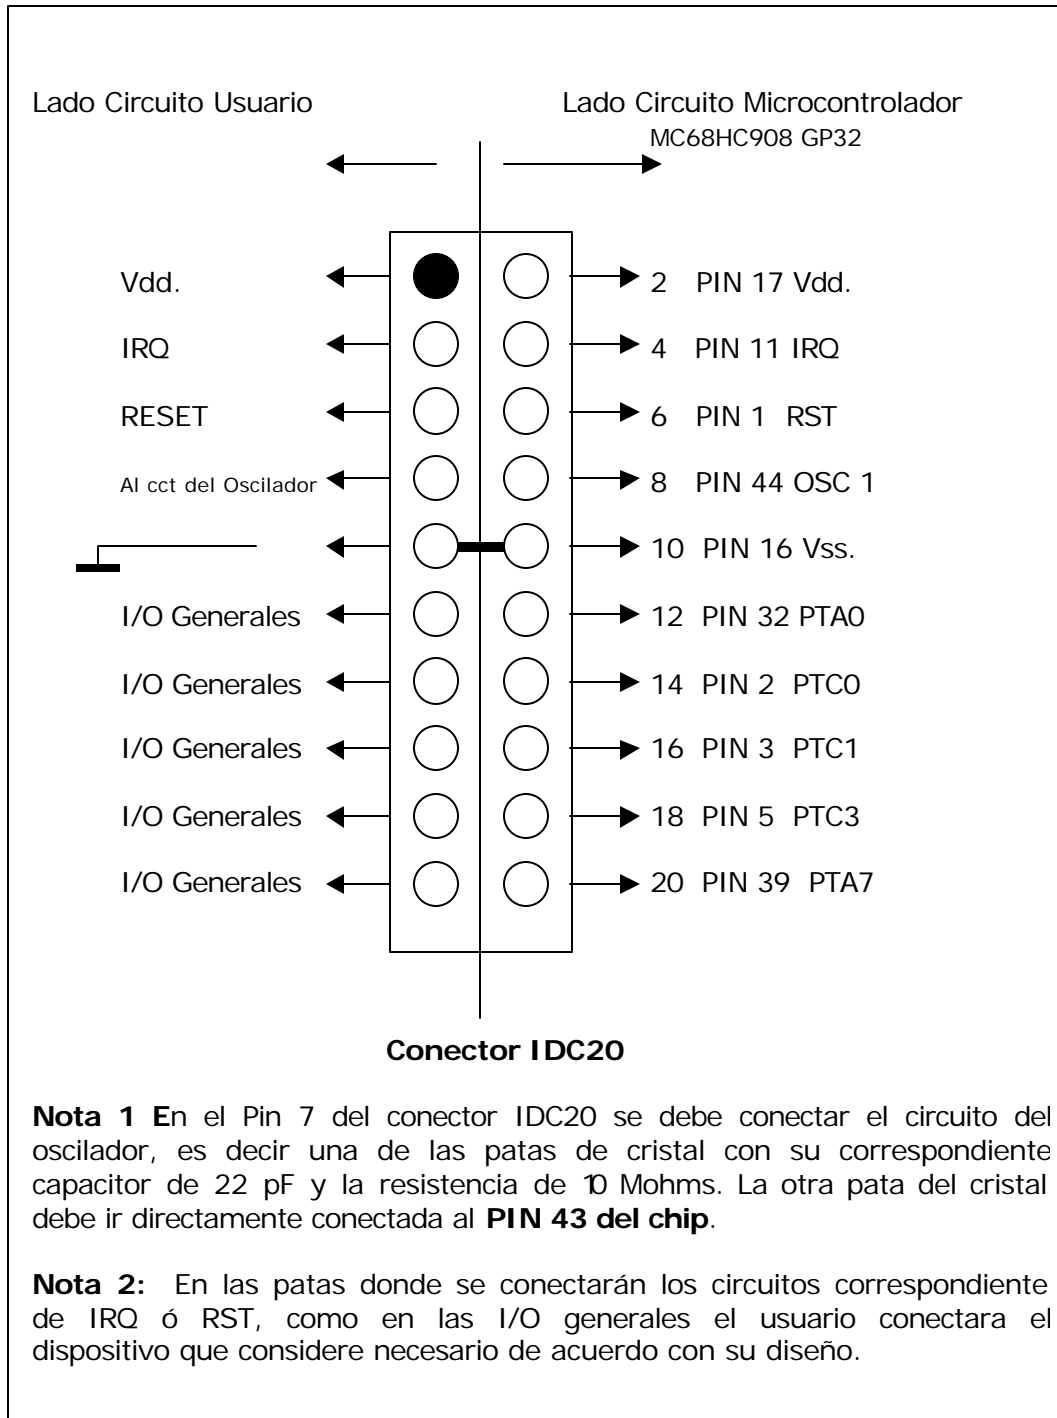 Lado Circuito Usuario
Lado Circuito Microcontrolador
MC68HC908 GP32
Vdd.
2 PIN 17 Vdd.
IRQ
4 PIN 11 IRQ
RESET
6 PIN 1 RST
Al cct del Oscilador
8 PIN 44 OSC 1
10 PIN 16 Vss.
I/O Generales
12 PIN 32 PTA0
I/O Generales
14 PIN 2 PTC0
I/O Generales
16 PIN 3 PTC1
I/O Generales
18 PIN 5 PTC3
I/O Generales
20 PIN 39 PTA7
Conector IDC20
Nota 1 En el Pin 7 del conector IDC20 se debe conectar el circuito del
oscilador, es decir una de las patas de cristal con su correspondiente
capacitor de 22 pF y la resistencia de 10 Mohms. La otra pata del cristal
debe ir directamente conectada al PIN 43 del chip.
Nota 2: En las patas donde se conectarán los circuitos correspondiente
de IRQ ó RST, como en las I/O generales el usuario conectara el
dispositivo que considere necesario de acuerdo con su diseño.